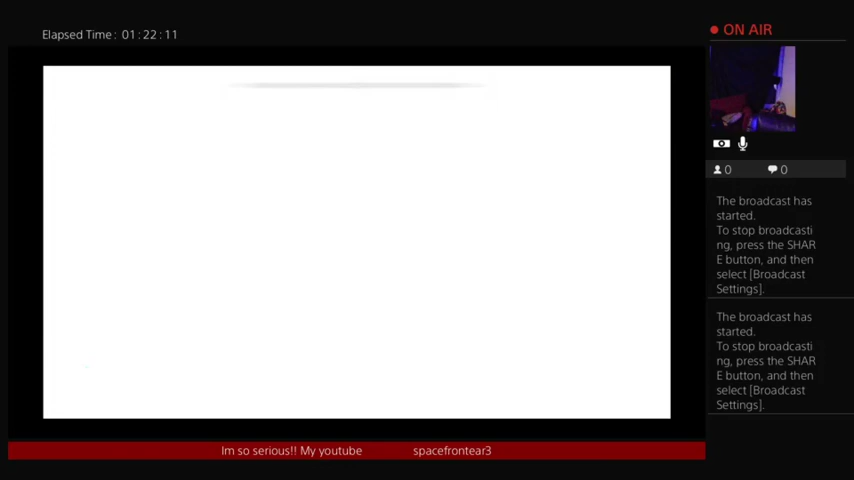 Elapsed Time : 01 : 22 : 11
ON AIR
0 0
The broadcast has
started.
To stop broadcasti
ng, press the SHAR
E button, and then
select [Broadcast
Settings].
The broadcast has
started.
To stop broadcasti
ng, press the SHAR
E button, and then
select [Broadcast
Settings].
Im so serious!! My youtube spacefrontear3